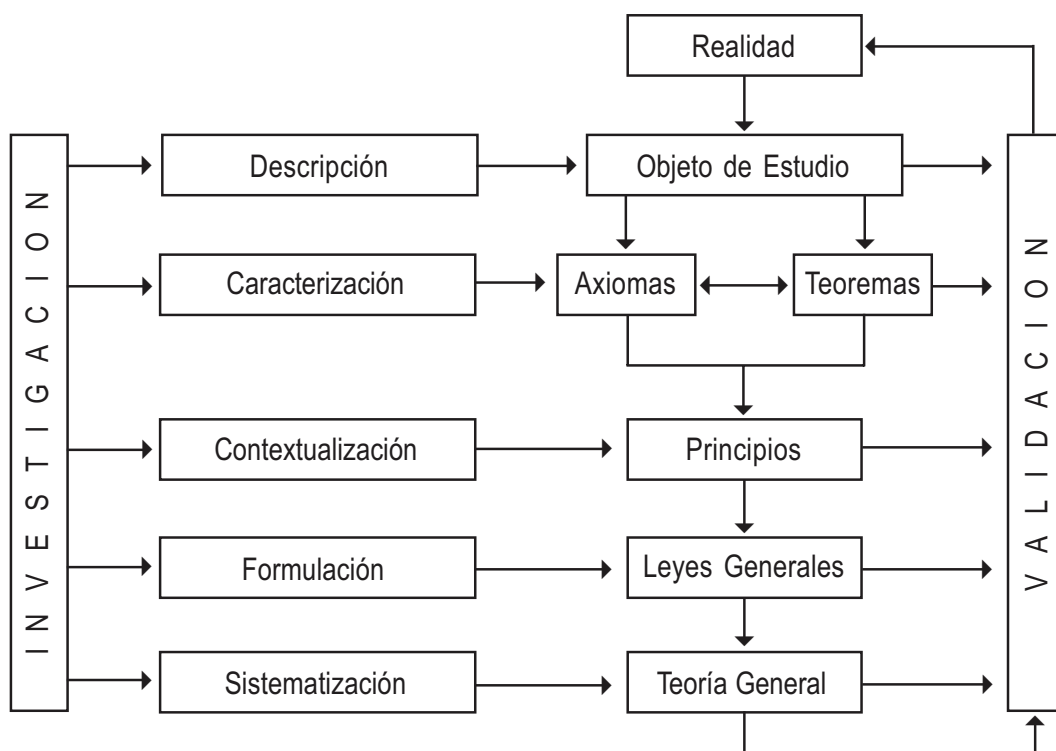 Realidad
INVESTIGACION
Descripción
Objeto de Estudio
VALIDACION
Caracterización
Axiomas
Teoremas
Contextualización
Principios
Formulación
Leyes Generales
Sistematización
Teoría General